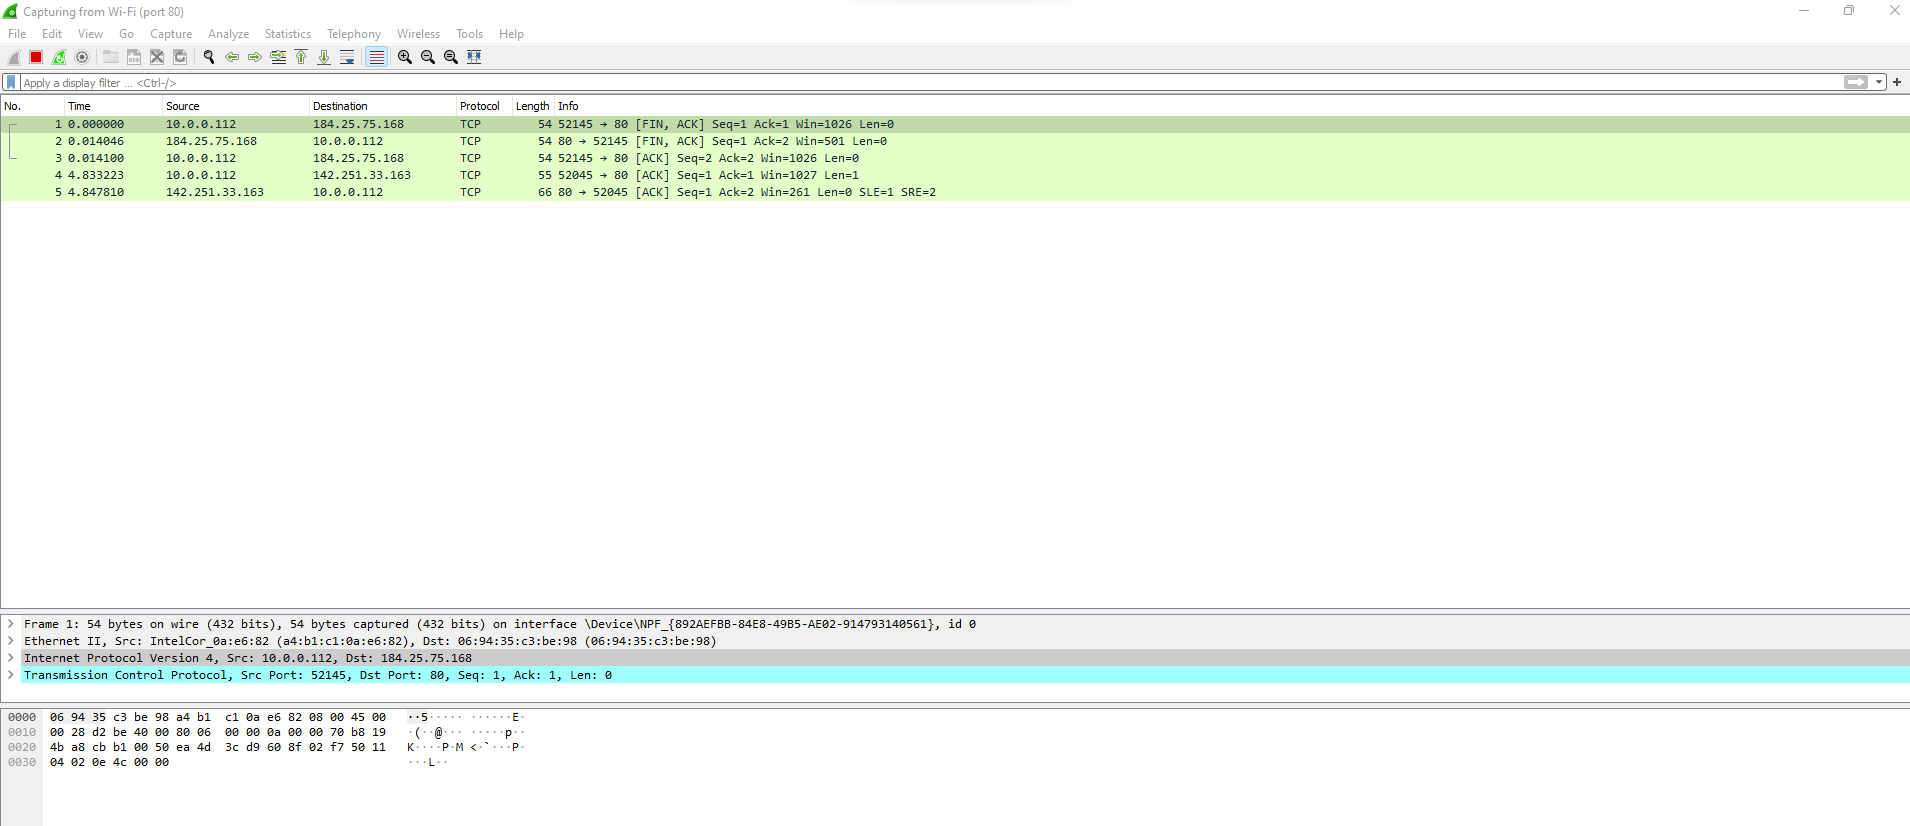 Capturing from Wi-Fi (port 80)
File Edit View Go Capture Analyze Statistics Telephony Wireless Tools Help
Apply a display filter ... <Ctrl-/>
No. Time Source Destination Protocol Length Info
1 0.000000 10.0.0.112 184.25.75.168 TCP 54 52145 → 80 [FIN, ACK] Seq=1 Ack=1 Win=1026 Len=0
2 0.014046 184.25.75.168 10.0.0.112 TCP 54 80 → 52145 [FIN, ACK] Seq=1 Ack=2 Win=501 Len=0
3 0.014100 10.0.0.112 184.25.75.168 TCP 54 52145 → 80 [ACK] Seq=2 Ack=2 Win=1026 Len=0
4 4.833223 10.0.0.112 142.251.33.163 TCP 55 52045 → 80 [ACK] Seq=1 Ack=1 Win=1027 Len=1
5 4.847810 142.251.33.163 10.0.0.112 TCP 66 80 → 52045 [ACK] Seq=1 Ack=2 Win=261 Len=0 SLE=1 SRE=2
Frame 1: 54 bytes on wire (432 bits), 54 bytes captured (432 bits) on interface \Device\NPF_{892AEFBB-84E8-49B5-AE02-914793140561}, id 0
Ethernet II, Src: IntelCor_0a:e6:82 (a4:b1:c1:0a:e6:82), Dst: 06:94:35:c3:be:98 (06:94:35:c3:be:98)
Internet Protocol Version 4, Src: 10.0.0.112, Dst: 184.25.75.168
Transmission Control Protocol, Src Port: 52145, Dst Port: 80, Seq: 1, Ack: 1, Len: 0
0000 06 94 35 c3 be 98 a4 b1 c1 0a e6 82 08 00 45 00 ··5····· ······E·
0010 00 28 d2 be 40 00 80 06 00 00 0a 00 00 70 b8 19 ·(··@··· ·····p··
0020 4b a8 cb b1 00 50 ea 4d 3c d9 60 8f 02 f7 50 11 K····P·M <·`···P·
0030 04 02 0e 4c 00 00 ···L··